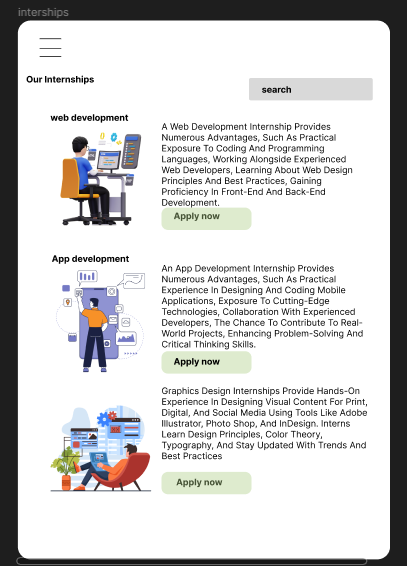 interships
Our Internships
search
web development
A Web Development Internship Provides
Numerous Advantages, Such As Practical
Exposure To Coding And Programming
Languages, Working Alongside Experienced
Web Developers, Learning About Web Design
Principles And Best Practices, Gaining
Proficiency In Front-End And Back-End
Development.
Apply now
App development
An App Development Internship Provides
Numerous Advantages, Such As Practical
Experience In Designing And Coding Mobile
Applications, Exposure To Cutting-Edge
Technologies, Collaboration With Experienced
Developers, The Chance To Contribute To Real-
World Projects, Enhancing Problem-Solving And
Critical Thinking Skills.
Apply now
Graphics Design Internships Provide Hands-On
Experience In Designing Visual Content For Print,
Digital, And Social Media Using Tools Like Adobe
Illustrator, Photo Shop, And InDesign. Interns
Learn Design Principles, Color Theory,
Typography, And Stay Updated With Trends And
Best Practices
Apply now